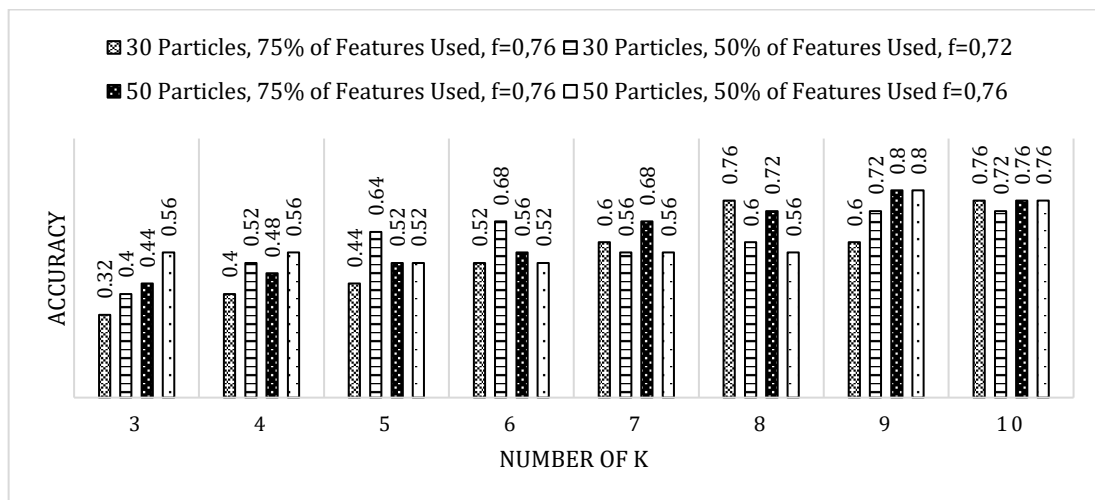 30 Particles, 75% of Features Used, f=0,76 30 Particles, 50% of Features Used, f=0,72
50 Particles, 75% of Features Used, f=0,76 50 Particles, 50% of Features Used f=0,76
ACCURACY
0.32 0.4 0.44 0.56
0.4 0.52 0.48 0.56
0.44 0.64 0.52 0.52
0.52 0.68 0.56 0.52
0.6 0.56 0.68 0.56
0.76 0.6 0.72 0.56
0.6 0.72 0.8 0.8
0.76 0.72 0.76 0.76
3 4 5 6 7 8 9 10
NUMBER OF K